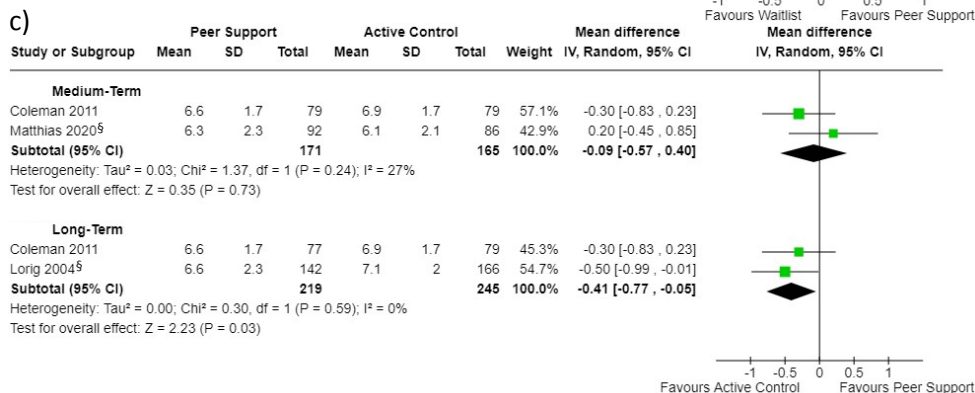 -1 -0.5 0 0.5 1
Favours Waitlist Favours Peer Support
c)
Peer Support Active Control Mean difference Mean difference
Study or Subgroup Mean SD Total Mean SD Total Weight IV, Random, 95% CI IV, Random, 95% CI
Medium-Term
Coleman 2011 6.6 1.7 79 6.9 1.7 79 57.1% -0.30 [-0.83 , 0.23]
Matthias 2020§ 6.3 2.3 92 6.1 2.1 86 42.9% 0.20 [-0.45 , 0.85]
Subtotal (95% CI) 171 165 100.0% -0.09 [-0.57 , 0.40]
Heterogeneity: Tau² = 0.03; Chi² = 1.37, df = 1 (P = 0.24); I² = 27%
Test for overall effect: Z = 0.35 (P = 0.73)
Long-Term
Coleman 2011 6.6 1.7 77 6.9 1.7 79 45.3% -0.30 [-0.83 , 0.23]
Lorig 2004§ 6.6 2.3 142 7.1 2 166 54.7% -0.50 [-0.99 , -0.01]
Subtotal (95% CI) 219 245 100.0% -0.41 [-0.77 , -0.05]
Heterogeneity: Tau² = 0.00; Chi² = 0.30, df = 1 (P = 0.59); I² = 0%
Test for overall effect: Z = 2.23 (P = 0.03)
-1 -0.5 0 0.5 1
Favours Active Control Favours Peer Support